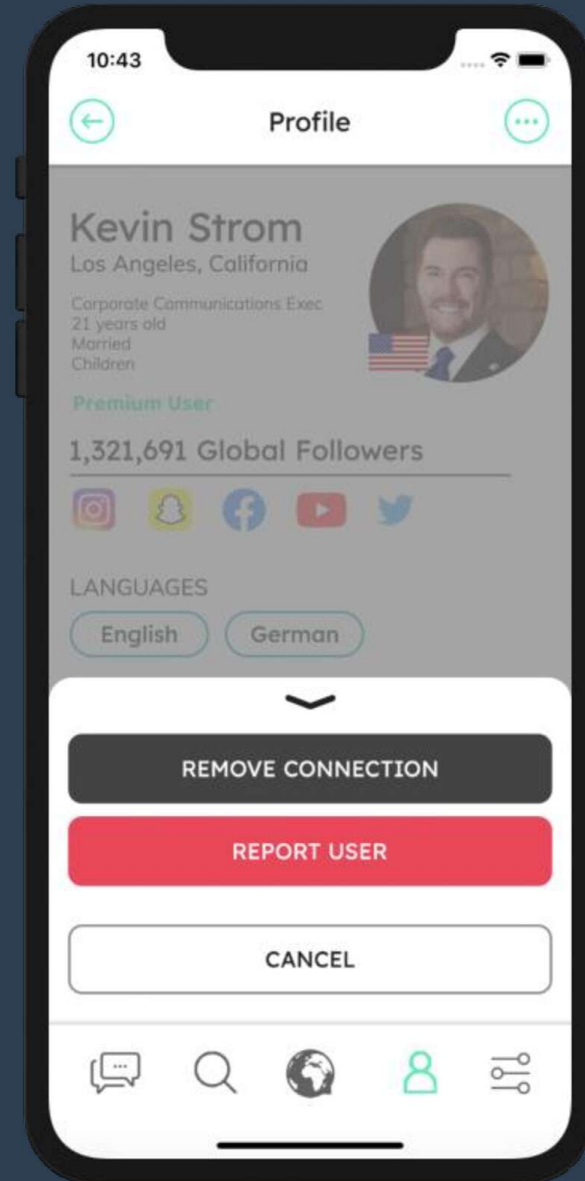 10:43
Profile
Kevin Strom
Los Angeles, California
Corporate Communications Exec
21 years old
Married
Children
Premium User
1,321,691 Global Followers
LANGUAGES
English German
REMOVE CONNECTION
REPORT USER
CANCEL